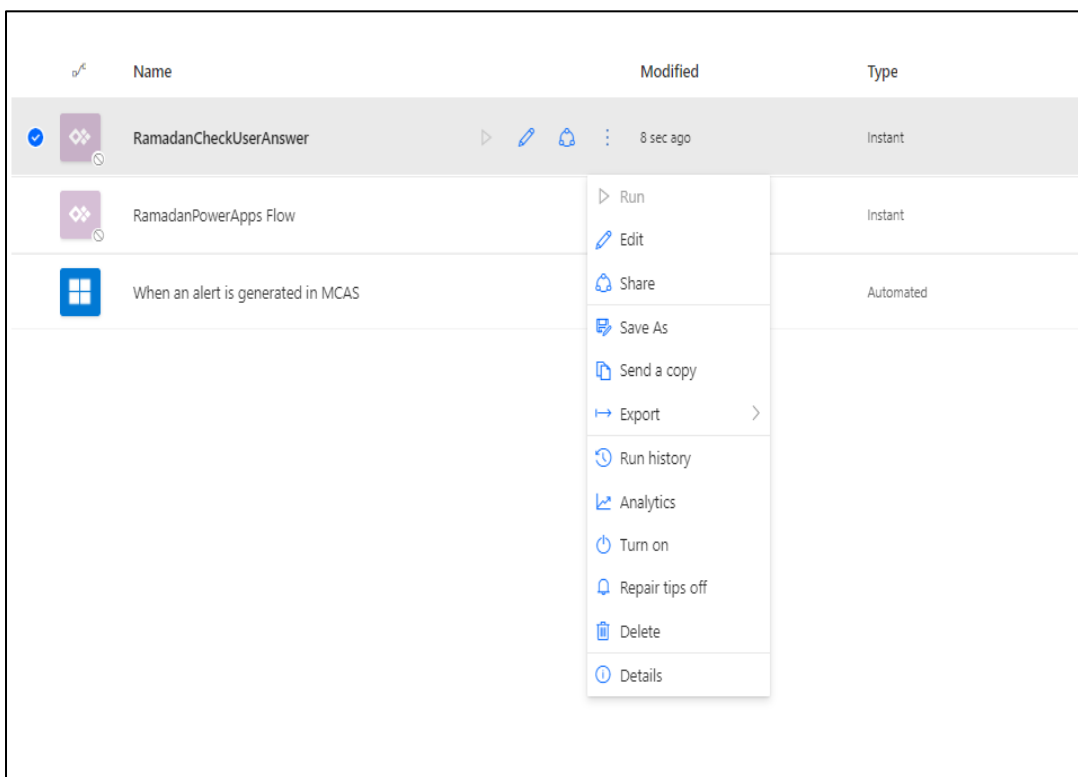 Name Modified Type
RamadanCheckUserAnswer 8 sec ago Instant
Run
RamadanPowerApps Flow Instant
Edit
Share
When an alert is generated in MCAS Automated
Save As
Send a copy
Export
Run history
Analytics
Turn on
Repair tips off
Delete
Details